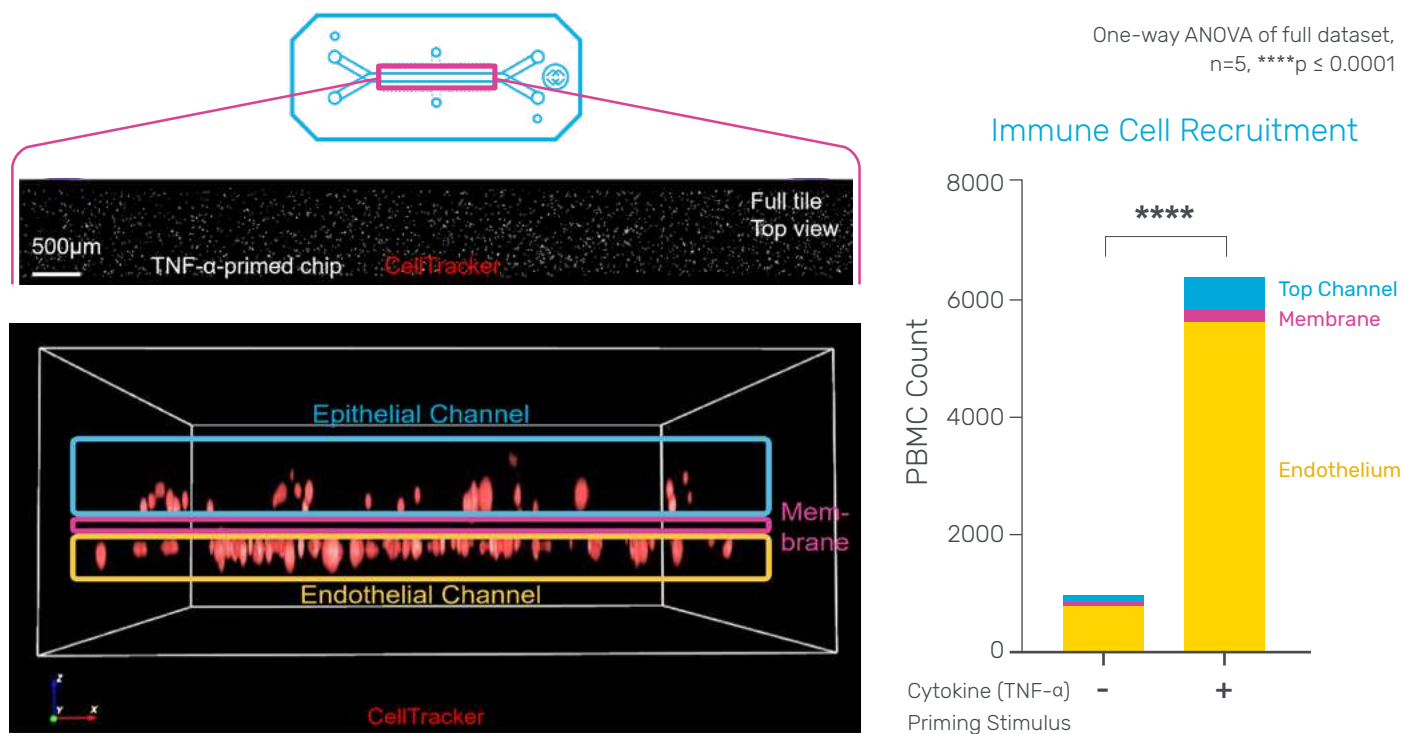 Full tile
Top view
500µm
TNF-α-primed chip
CellTracker
Epithelial Channel
Mem-
brane
Endothelial Channel
Z
Y
X
CellTracker
One-way ANOVA of full dataset,
n=5, ****p ≤ 0.0001
Immune Cell Recruitment
8000
6000
4000
2000
0
PBMC Count
****
Top Channel
Membrane
Endothelium
Cytokine (TNF-α) - +
Priming Stimulus